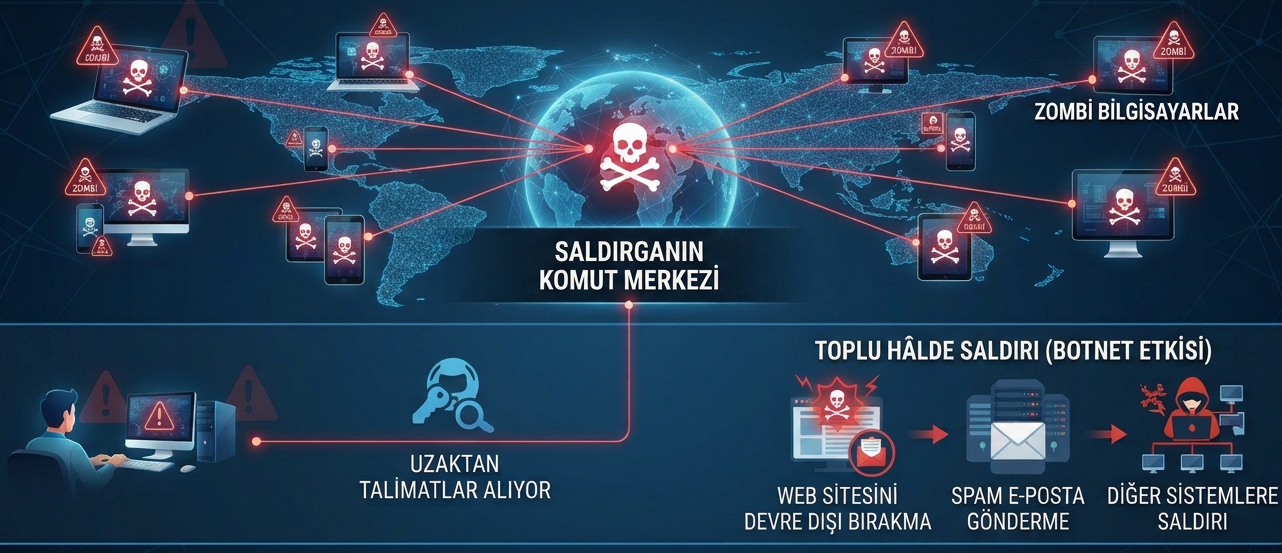 ZOMBİ BİLGİSAYARLAR
SALDIRGANIN
KOMUT MERKEZİ
TOPLU HÂLDE SALDIRI (BOTNET ETKİSİ)
UZAKTAN
TALİMATLAR ALIYOR
WEB SİTESİNİ
DEVRE DIŞI BIRAKMA
SPAM E-POSTA
GÖNDERME
DİĞER SİSTEMLERE
SALDIRI